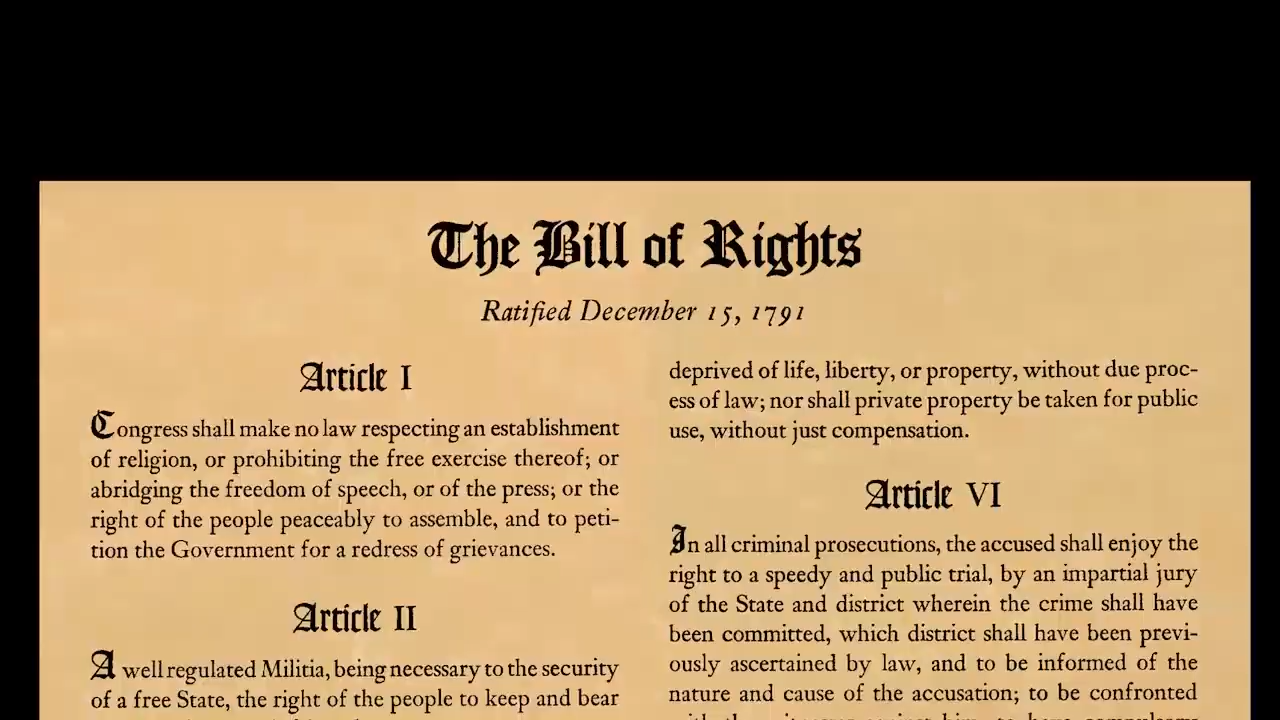 The Bill of Rights
Ratified December 15, 1791
Article I
Congress shall make no law respecting an establishment
of religion, or prohibiting the free exercise thereof; or
abridging the freedom of speech, or of the press; or the
right of the people peaceably to assemble, and to peti-
tion the Government for a redress of grievances.
Article II
A well regulated Militia, being necessary to the security
of a free State, the right of the people to keep and bear
deprived of life, liberty, or property, without due proc-
ess of law; nor shall private property be taken for public
use, without just compensation.
Article VI
In all criminal prosecutions, the accused shall enjoy the
right to a speedy and public trial, by an impartial jury
of the State and district wherein the crime shall have
been committed, which district shall have been previ-
ously ascertained by law, and to be informed of the
nature and cause of the accusation; to be confronted